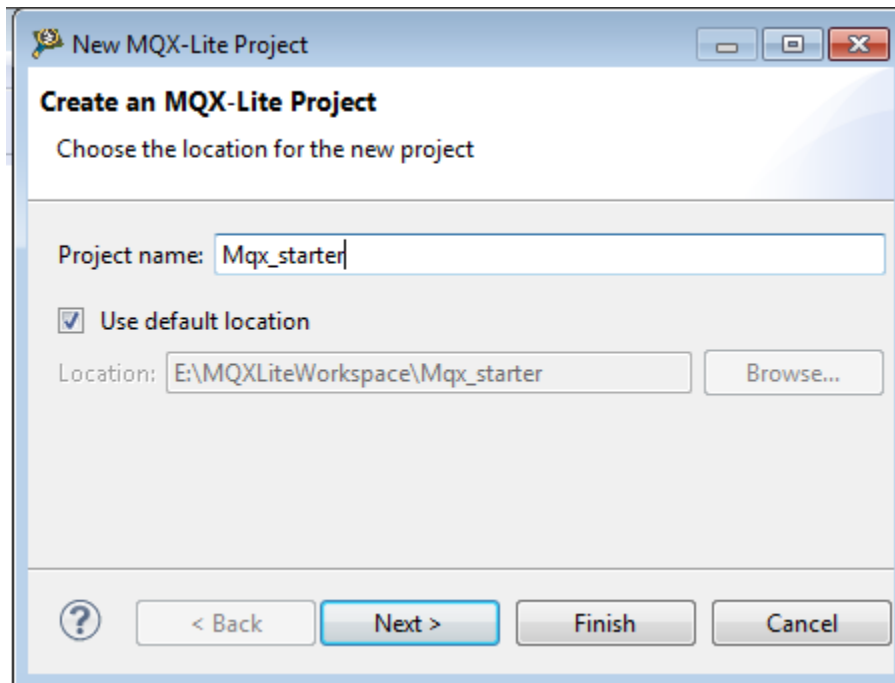 New MQX-Lite Project
Create an MQX-Lite Project
Choose the location for the new project
Project name: Mqx_starter
Use default location
Location: E:\MQXLiteWorkspace\Mqx_starter Browse...
? < Back Next > Finish Cancel